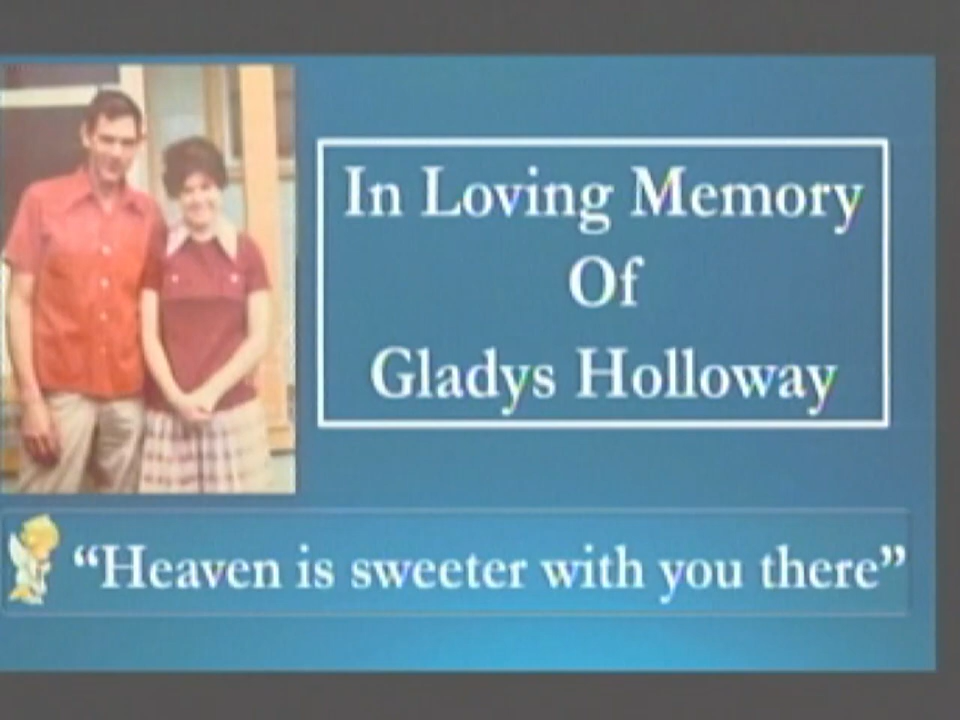 In Loving Memory
Of
Gladys Holloway
“Heaven is sweeter with you there”